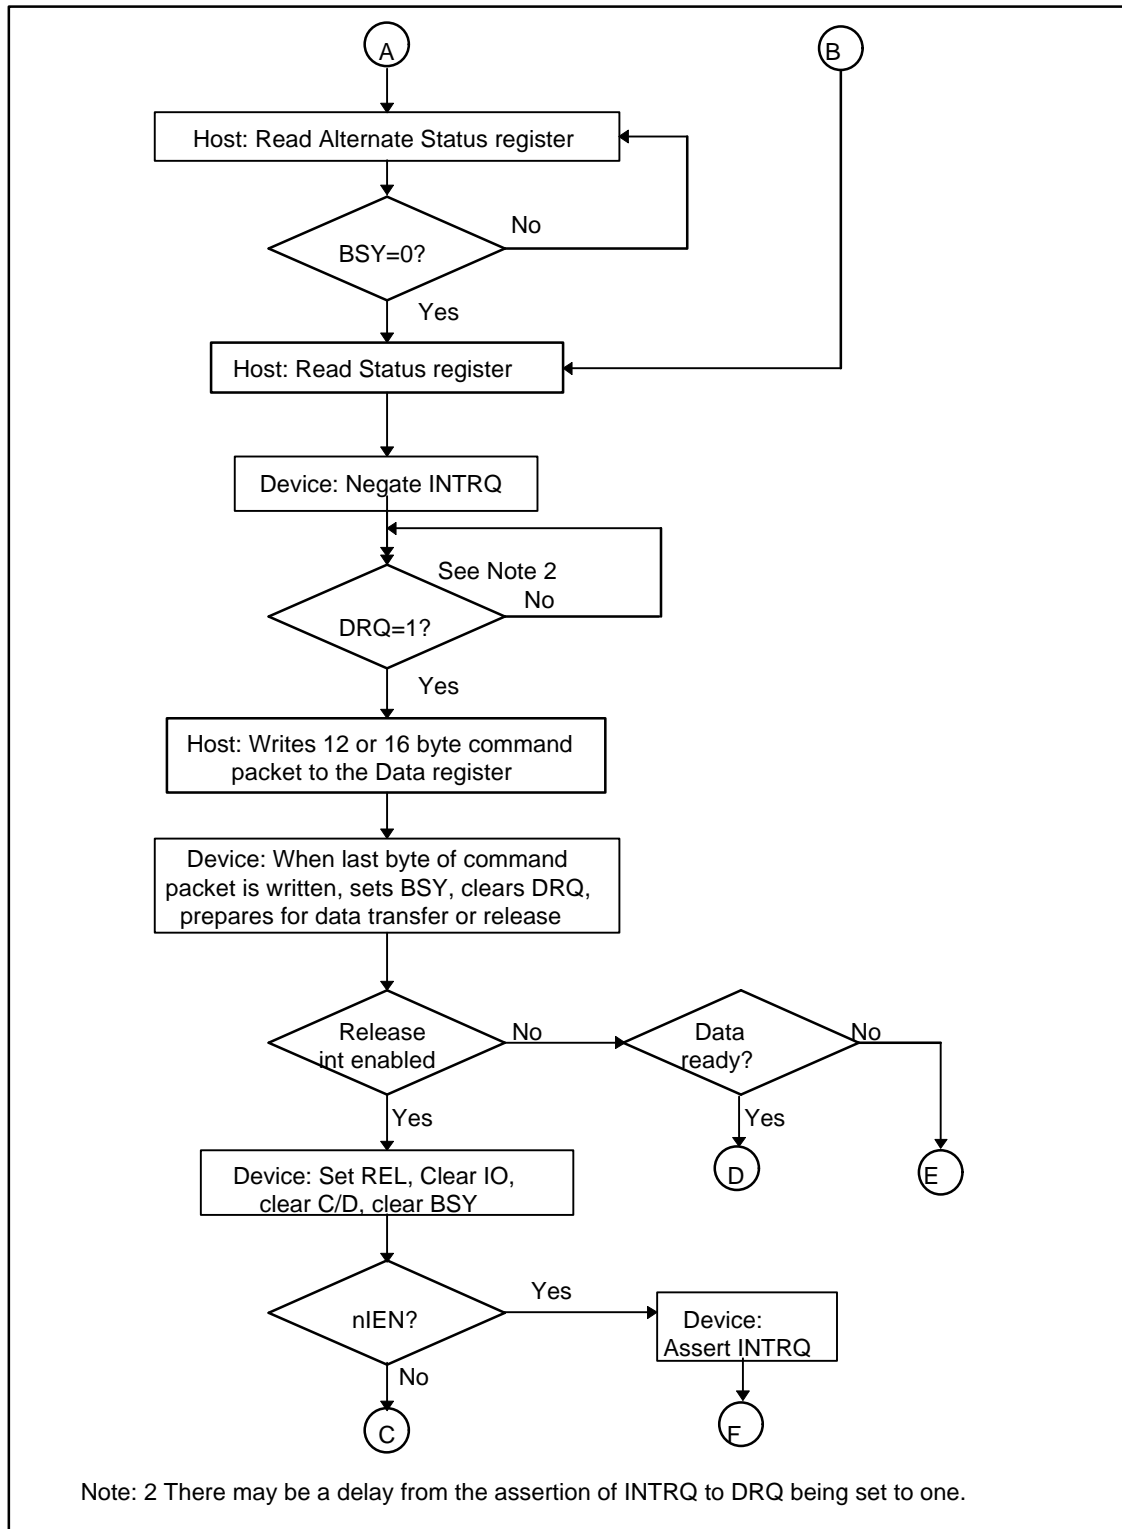 A
B
Host: Read Alternate Status register
No
BSY=0?
Yes
Host: Read Status register
Device: Negate INTRQ
See Note 2
No
DRQ=1?
Yes
Host: Writes 12 or 16 byte command
packet to the Data register
Device: When last byte of command
packet is written, sets BSY, clears DRQ,
prepares for data transfer or release
Release
int enabled
No
Data
ready?
No
Yes
Yes
D
E
Device: Set REL, Clear IO,
clear C/D, clear BSY
nIEN?
Yes
Device:
Assert INTRQ
No
C
F
Note: 2 There may be a delay from the assertion of INTRQ to DRQ being set to one.